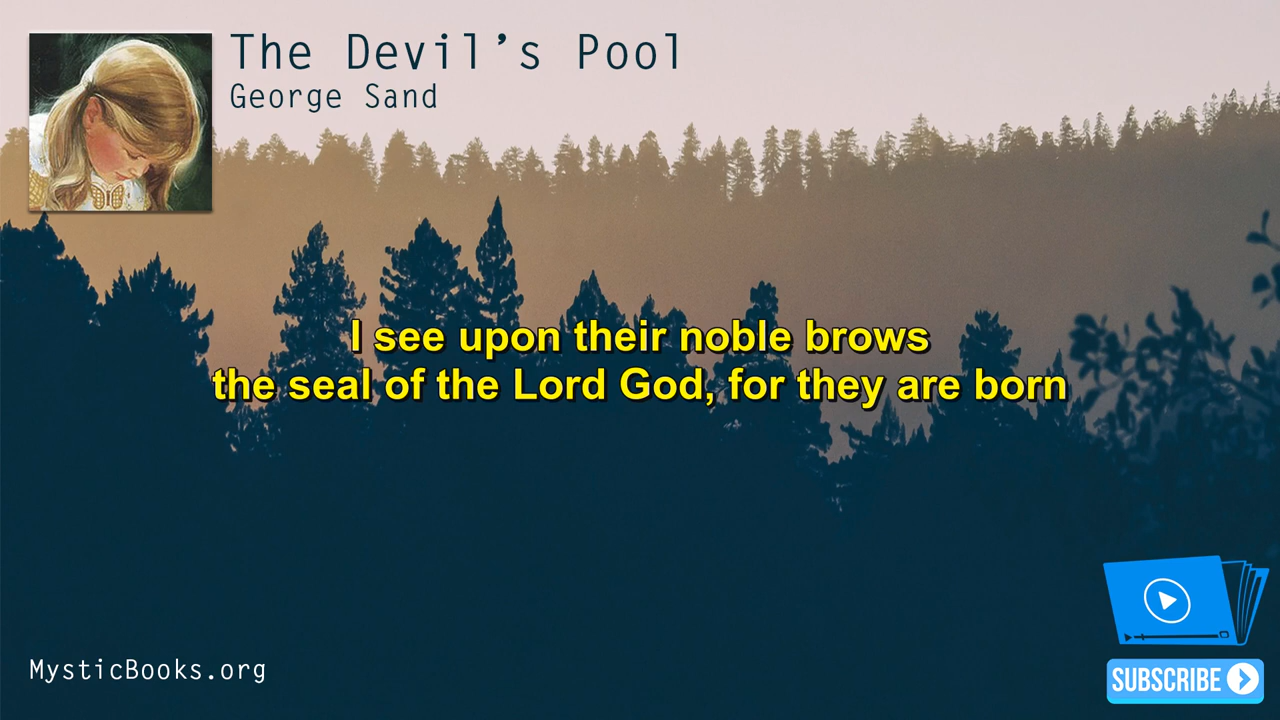 The Devil's Pool
George Sand
I see upon their noble brows
the seal of the Lord God, for they are born
MysticBooks.org
SUBSCRIBE